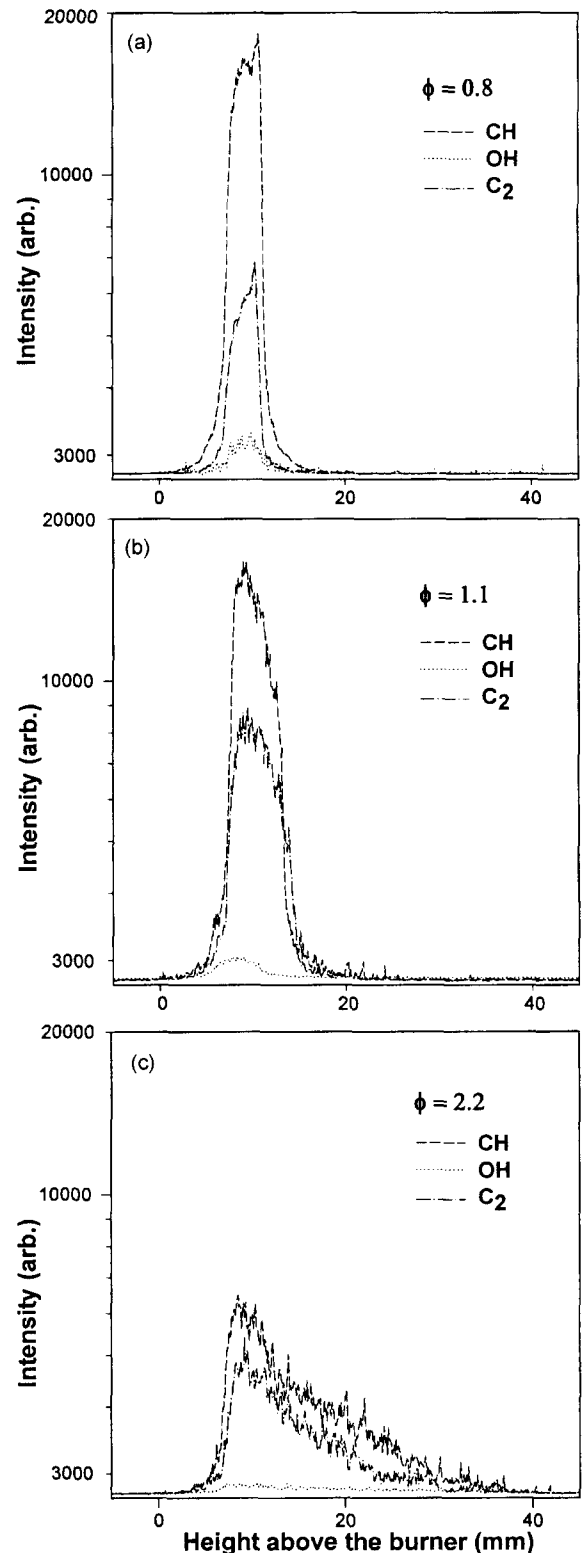 20000
(a)
ϕ = 0.8
CH
OH
C₂
10000
3000
Intensity (arb.)
0 20 40
20000
(b)
ϕ = 1.1
CH
OH
C₂
10000
3000
Intensity (arb.)
0 20 40
20000
(c)
ϕ = 2.2
CH
OH
C₂
10000
3000
Intensity (arb.)
0 20 40
Height above the burner (mm)